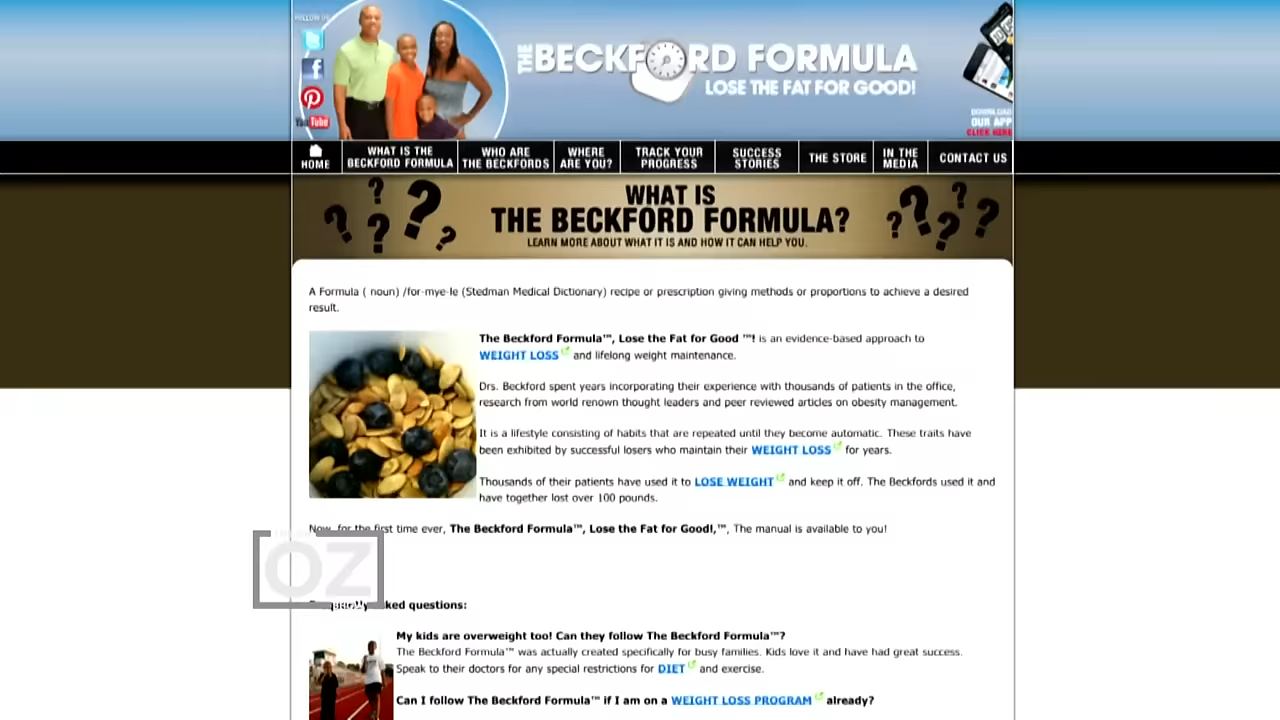 FOLLOW US
THE BECKFORD FORMULA
LOSE THE FAT FOR GOOD!
YouTube
DOWNLOAD
OUR APP
CLICK HERE
HOME
WHAT IS THE
BECKFORD FORMULA
WHO ARE
THE BECKFORDS
WHERE
ARE YOU?
TRACK YOUR
PROGRESS
SUCCESS
STORIES
THE STORE
IN THE
MEDIA
CONTACT US
WHAT IS
THE BECKFORD FORMULA?
LEARN MORE ABOUT WHAT IT IS AND HOW IT CAN HELP YOU.
A Formula ( noun) /for-mye-le (Stedman Medical Dictionary) recipe or prescription giving methods or proportions to achieve a desired
result.
The Beckford Formula™, Lose the Fat for Good ™! is an evidence-based approach to
WEIGHT LOSS and lifelong weight maintenance.
Drs. Beckford spent years incorporating their experience with thousands of patients in the office,
research from world renown thought leaders and peer reviewed articles on obesity management.
It is a lifestyle consisting of habits that are repeated until they become automatic. These traits have
been exhibited by successful losers who maintain their WEIGHT LOSS for years.
Thousands of their patients have used it to LOSE WEIGHT and keep it off. The Beckfords used it and
have together lost over 100 pounds.
Now, for the first time ever, The Beckford Formula™, Lose the Fat for Good!,™, The manual is available to you!
OZ
SHOW
asked questions:
My kids are overweight too! Can they follow The Beckford Formula™?
The Beckford Formula™ was actually created specifically for busy families. Kids love it and have had great success.
Speak to their doctors for any special restrictions for DIET and exercise.
Can I follow The Beckford Formula™ if I am on a WEIGHT LOSS PROGRAM already?